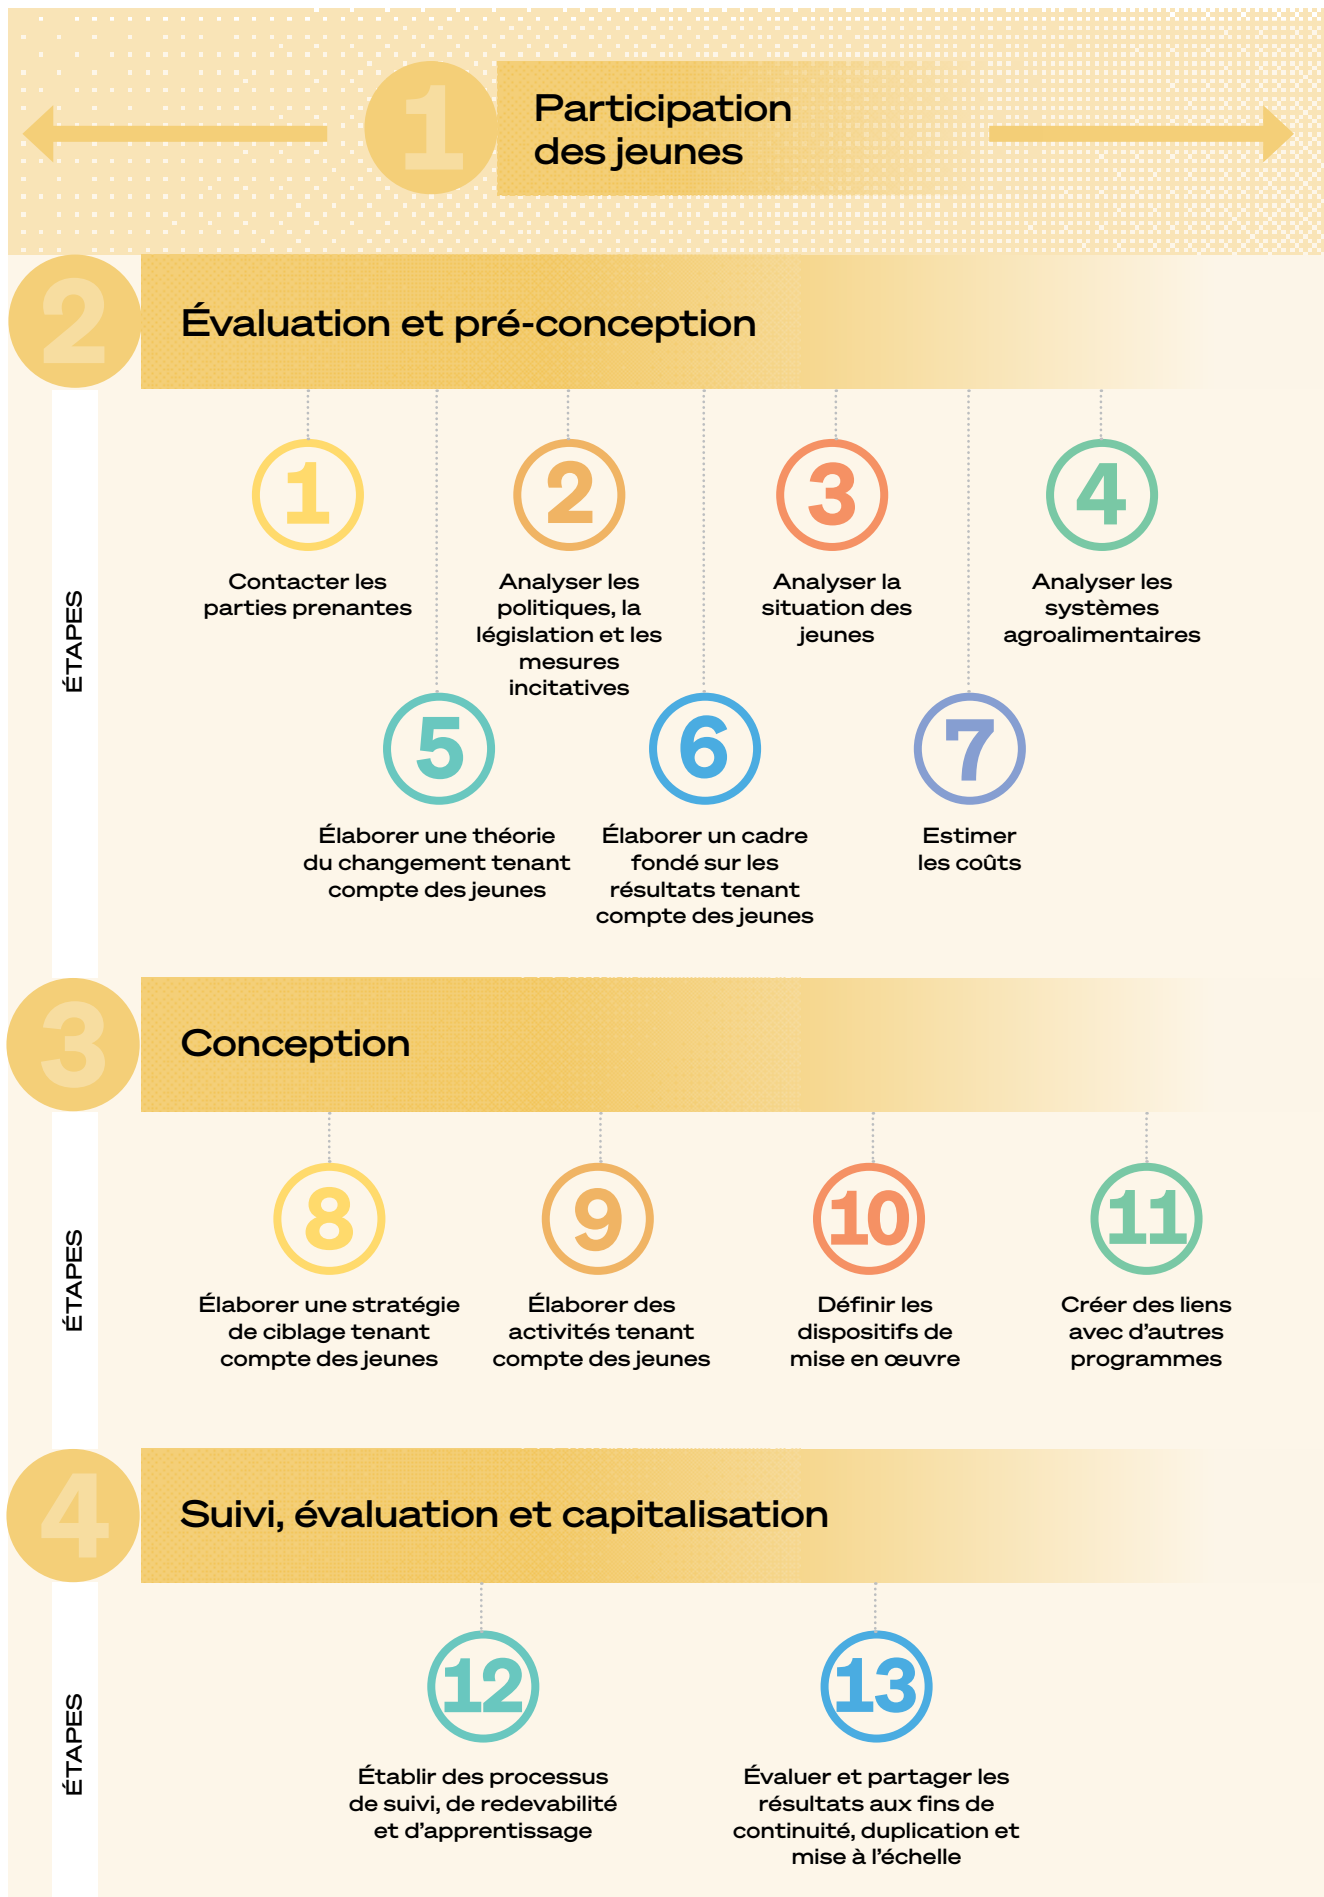 1
Participation
des jeunes
2
Évaluation et pré-conception
ÉTAPES
1
Contacter les
parties prenantes
2
Analyser les
politiques, la
législation et les
mesures
incitatives
3
Analyser la
situation des
jeunes
4
Analyser les
systèmes
agroalimentaires
5
Élaborer une théorie
du changement tenant
compte des jeunes
6
Élaborer un cadre
fondé sur les
résultats tenant
compte des jeunes
7
Estimer
les coûts
3
Conception
ÉTAPES
8
Élaborer une stratégie
de ciblage tenant
compte des jeunes
9
Élaborer des
activités tenant
compte des jeunes
10
Définir les
dispositifs de
mise en œuvre
11
Créer des liens
avec d’autres
programmes
4
Suivi, évaluation et capitalisation
ÉTAPES
12
Établir des processus
de suivi, de redevabilité
et d’apprentissage
13
Évaluer et partager les
résultats aux fins de
continuité, duplication et
mise à l’échelle